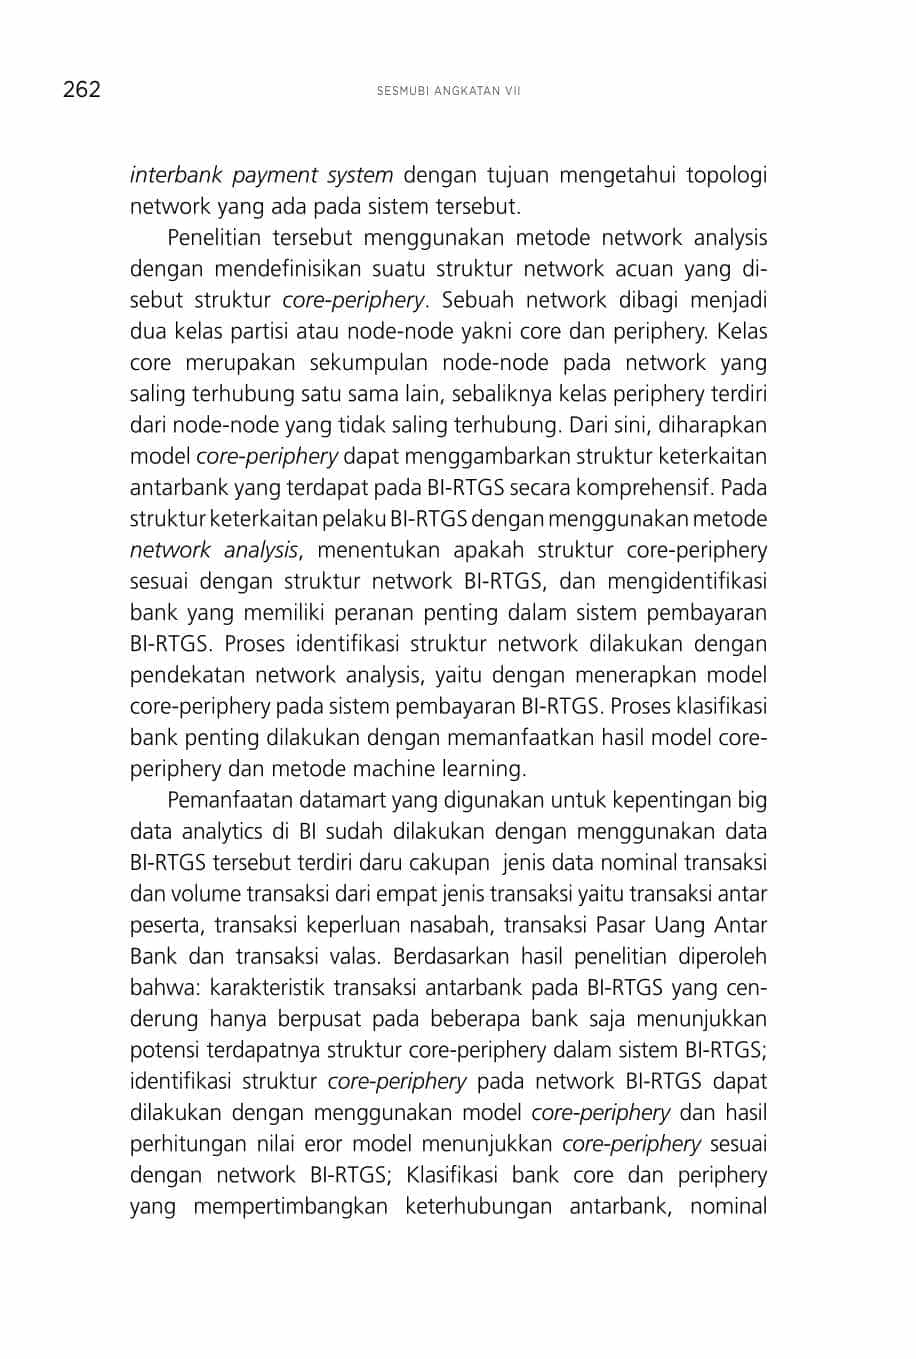 262
SESMUBI ANGKATAN VII
interbank payment system dengan tujuan mengetahui topologi
network yang ada pada sistem tersebut.
Penelitian tersebut menggunakan metode network analysis
dengan mendefinisikan suatu struktur network acuan yang di-
sebut struktur core-periphery. Sebuah network dibagi menjadi
dua kelas partisi atau node-node yakni core dan periphery. Kelas
core merupakan sekumpulan node-node pada network yang
saling terhubung satu sama lain, sebaliknya kelas periphery terdiri
dari node-node yang tidak saling terhubung. Dari sini, diharapkan
model core-periphery dapat menggambarkan struktur keterkaitan
antarbank yang terdapat pada BI-RTGS secara komprehensif. Pada
struktur keterkaitan pelaku BI-RTGS dengan menggunakan metode
network analysis, menentukan apakah struktur core-periphery
sesuai dengan struktur network BI-RTGS, dan mengidentifikasi
bank yang memiliki peranan penting dalam sistem pembayaran
BI-RTGS. Proses identifikasi struktur network dilakukan dengan
pendekatan network analysis, yaitu dengan menerapkan model
core-periphery pada sistem pembayaran BI-RTGS. Proses klasifikasi
bank penting dilakukan dengan memanfaatkan hasil model core-
periphery dan metode machine learning.
Pemanfaatan datamart yang digunakan untuk kepentingan big
data analytics di BI sudah dilakukan dengan menggunakan data
BI-RTGS tersebut terdiri daru cakupan  jenis data nominal transaksi
dan volume transaksi dari empat jenis transaksi yaitu transaksi antar
peserta, transaksi keperluan nasabah, transaksi Pasar Uang Antar
Bank dan transaksi valas. Berdasarkan hasil penelitian diperoleh
bahwa: karakteristik transaksi antarbank pada BI-RTGS yang cen-
derung hanya berpusat pada beberapa bank saja menunjukkan
potensi terdapatnya struktur core-periphery dalam sistem BI-RTGS;
identifikasi struktur core-periphery pada network BI-RTGS dapat
dilakukan dengan menggunakan model core-periphery dan hasil
perhitungan nilai eror model menunjukkan core-periphery sesuai
dengan network BI-RTGS; Klasifikasi bank core dan periphery
yang mempertimbangkan keterhubungan antarbank, nominal